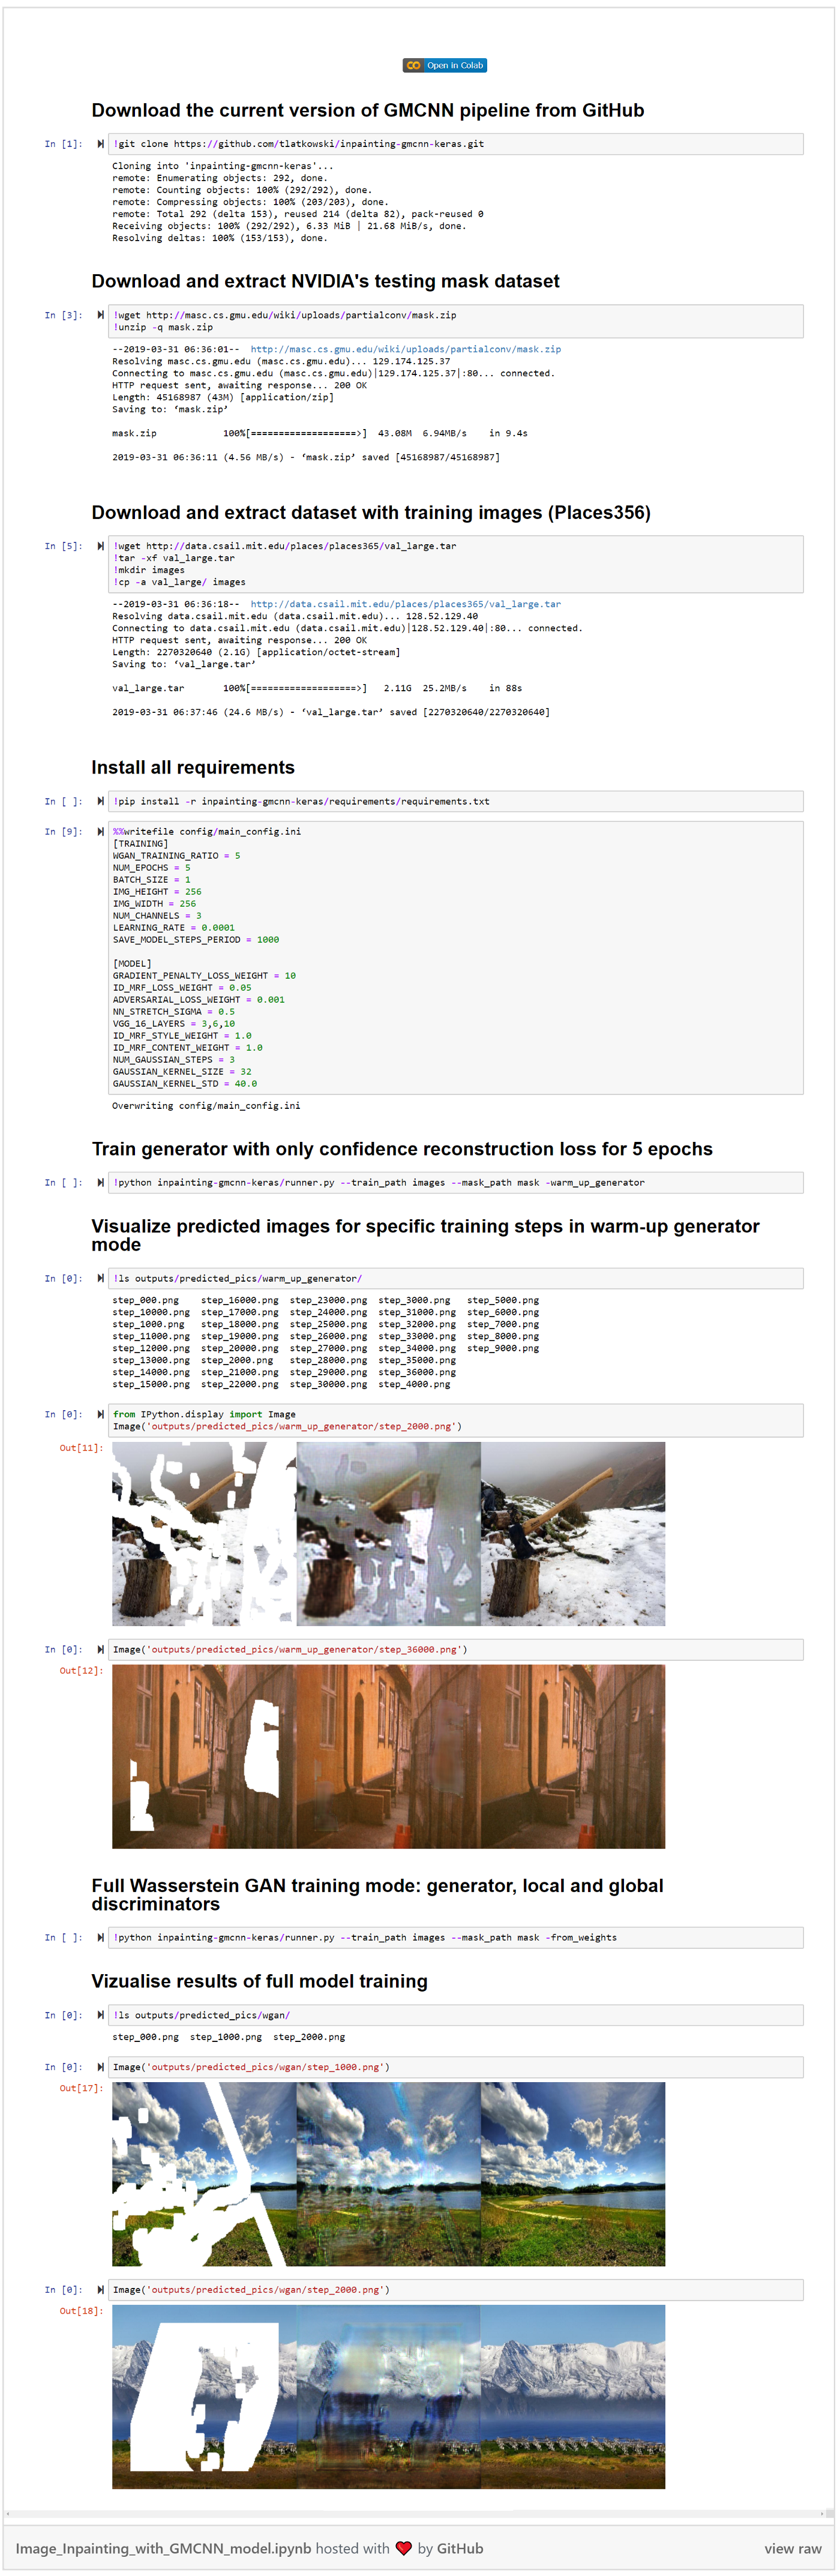 Open in Colab
Download the current version of GMCNN pipeline from GitHub
In [1]: !git clone https://github.com/tlatkowski/inpainting-gmcnn-keras.git
Cloning into 'inpainting-gmcnn-keras'...
remote: Enumerating objects: 292, done.
remote: Counting objects: 100% (292/292), done.
remote: Compressing objects: 100% (203/203), done.
remote: Total 292 (delta 153), reused 214 (delta 82), pack-reused 0
Receiving objects: 100% (292/292), 6.33 MiB | 21.68 MiB/s, done.
Resolving deltas: 100% (153/153), done.
Download and extract NVIDIA's testing mask dataset
In [3]: !wget http://masc.cs.gmu.edu/wiki/uploads/partialconv/mask.zip
!unzip -q mask.zip
--2019-03-31 06:36:01-- http://masc.cs.gmu.edu/wiki/uploads/partialconv/mask.zip
Resolving masc.cs.gmu.edu (masc.cs.gmu.edu)... 129.174.125.37
Connecting to masc.cs.gmu.edu (masc.cs.gmu.edu)|129.174.125.37|:80... connected.
HTTP request sent, awaiting response... 200 OK
Length: 45168987 (43M) [application/zip]
Saving to: ‘mask.zip’
mask.zip 100%[===================>] 43.08M 6.94MB/s in 9.4s
2019-03-31 06:36:11 (4.56 MB/s) - ‘mask.zip’ saved [45168987/45168987]
Download and extract dataset with training images (Places356)
In [5]: !wget http://data.csail.mit.edu/places/places365/val_large.tar
!tar -xf val_large.tar
!mkdir images
!cp -a val_large/ images
--2019-03-31 06:36:18-- http://data.csail.mit.edu/places/places365/val_large.tar
Resolving data.csail.mit.edu (data.csail.mit.edu)... 128.52.129.40
Connecting to data.csail.mit.edu (data.csail.mit.edu)|128.52.129.40|:80... connected.
HTTP request sent, awaiting response... 200 OK
Length: 2270320640 (2.1G) [application/octet-stream]
Saving to: ‘val_large.tar’
val_large.tar 100%[===================>] 2.11G 25.2MB/s in 88s
2019-03-31 06:37:46 (24.6 MB/s) - ‘val_large.tar’ saved [2270320640/2270320640]
Install all requirements
In [ ]: !pip install -r inpainting-gmcnn-keras/requirements/requirements.txt
In [9]: %%writefile config/main_config.ini
[TRAINING]
WGAN_TRAINING_RATIO = 5
NUM_EPOCHS = 5
BATCH_SIZE = 1
IMG_HEIGHT = 256
IMG_WIDTH = 256
NUM_CHANNELS = 3
LEARNING_RATE = 0.0001
SAVE_MODEL_STEPS_PERIOD = 1000
[MODEL]
GRADIENT_PENALTY_LOSS_WEIGHT = 10
ID_MRF_LOSS_WEIGHT = 0.05
ADVERSARIAL_LOSS_WEIGHT = 0.001
NN_STRETCH_SIGMA = 0.5
VGG_16_LAYERS = 3,6,10
ID_MRF_STYLE_WEIGHT = 1.0
ID_MRF_CONTENT_WEIGHT = 1.0
NUM_GAUSSIAN_STEPS = 3
GAUSSIAN_KERNEL_SIZE = 32
GAUSSIAN_KERNEL_STD = 40.0
Overwriting config/main_config.ini
Train generator with only confidence reconstruction loss for 5 epochs
In [ ]: !python inpainting-gmcnn-keras/runner.py --train_path images --mask_path mask -warm_up_generator
Visualize predicted images for specific training steps in warm-up generator
mode
In [0]: !ls outputs/predicted_pics/warm_up_generator/
step_000.png step_16000.png step_23000.png step_3000.png step_5000.png
step_10000.png step_17000.png step_24000.png step_31000.png step_6000.png
step_1000.png step_18000.png step_25000.png step_32000.png step_7000.png
step_11000.png step_19000.png step_26000.png step_33000.png step_8000.png
step_12000.png step_20000.png step_27000.png step_34000.png step_9000.png
step_13000.png step_2000.png step_28000.png step_35000.png
step_14000.png step_21000.png step_29000.png step_36000.png
step_15000.png step_22000.png step_30000.png step_4000.png
In [0]: from IPython.display import Image
Image('outputs/predicted_pics/warm_up_generator/step_2000.png')
Out[11]:
In [0]: Image('outputs/predicted_pics/warm_up_generator/step_36000.png')
Out[12]:
Full Wasserstein GAN training mode: generator, local and global
discriminators
In [ ]: !python inpainting-gmcnn-keras/runner.py --train_path images --mask_path mask -from_weights
Vizualise results of full model training
In [0]: !ls outputs/predicted_pics/wgan/
step_000.png step_1000.png step_2000.png
In [0]: Image('outputs/predicted_pics/wgan/step_1000.png')
Out[17]:
In [0]: Image('outputs/predicted_pics/wgan/step_2000.png')
Out[18]:
Image_Inpainting_with_GMCNN_model.ipynb hosted with ❤ by GitHub view raw